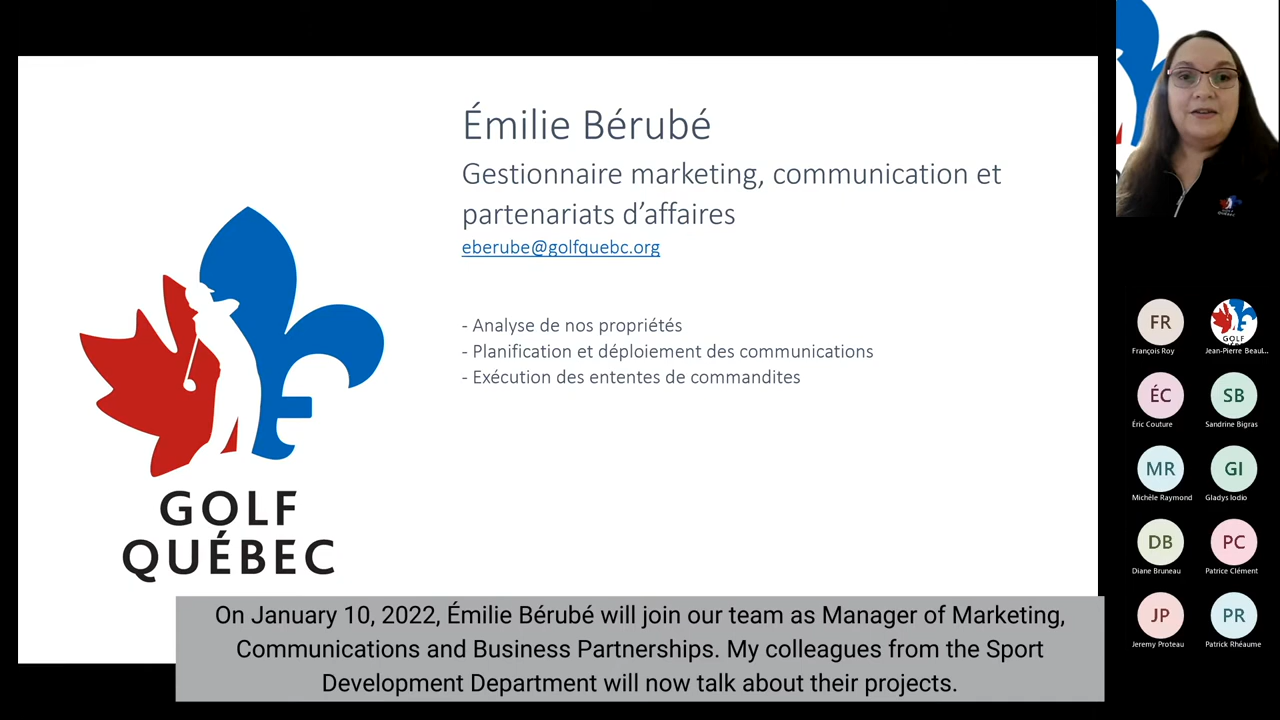 Émilie Bérubé
Gestionnaire marketing, communication et
partenariats d’affaires
eberube@golfquebc.org
- Analyse de nos propriétés
- Planification et déploiement des communications
- Exécution des ententes de commandites
GOLF
QUÉBEC
On January 10, 2022, Émilie Bérubé will join our team as Manager of Marketing,
Communications and Business Partnerships. My colleagues from the Sport
Development Department will now talk about their projects.
FR
François Roy
GOLF
Jean-Pierre Beaul...
ÉC
Éric Couture
SB
Sandrine Bigras
MR
Michèle Raymond
GI
Gladys Iodio
DB
Diane Bruneau
PC
Patrice Clément
JP
Jeremy Proteau
PR
Patrick Rhéaume